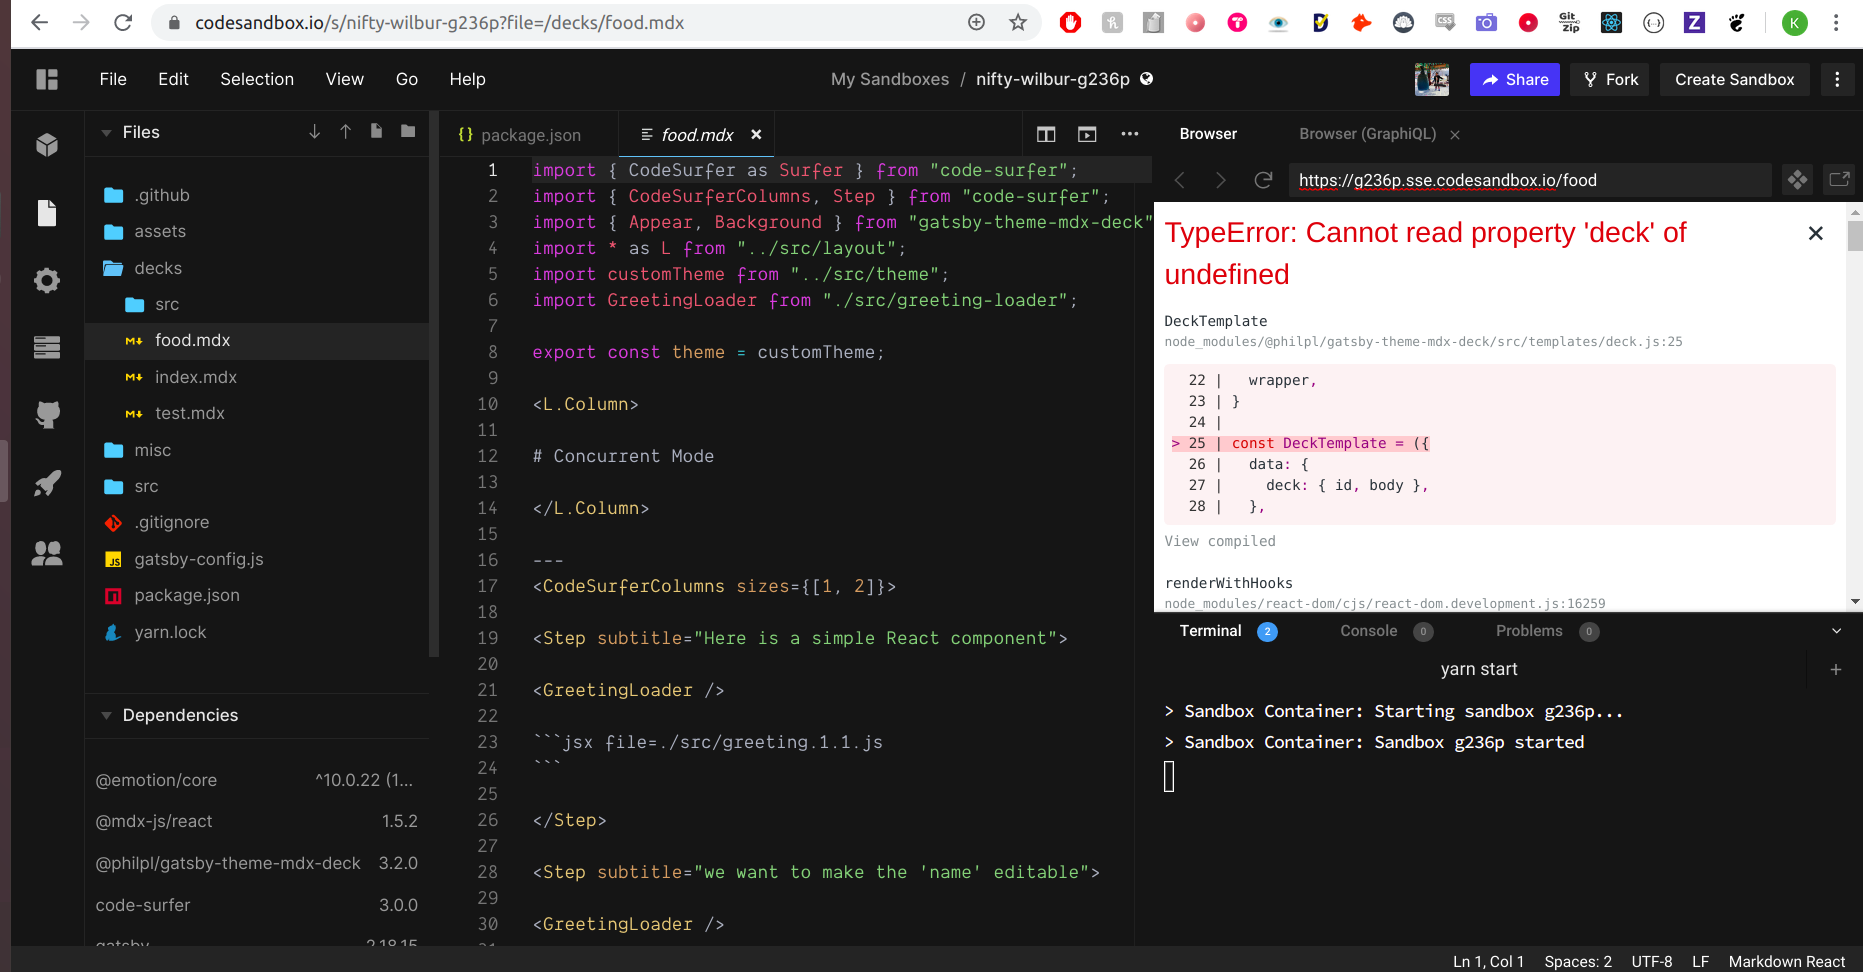 codesandbox.io/s/nifty-wilbur-g236p?file=/decks/food.mdx
CSS
Git
Zip
Z
K
File Edit Selection View Go Help
My Sandboxes / nifty-wilbur-g236p
Share
Fork
Create Sandbox
Files
.github
assets
decks
src
food.mdx
index.mdx
test.mdx
misc
src
.gitignore
JS gatsby-config.js
package.json
yarn.lock
Dependencies
@emotion/core ^10.0.22 (1...
@mdx-js/react 1.5.2
@philpl/gatsby-theme-mdx-deck 3.2.0
code-surfer 3.0.0
gatsby 2.18.15
{} package.json
food.mdx
1 import { CodeSurfer as Surfer } from "code-surfer";
2 import { CodeSurferColumns, Step } from "code-surfer";
3 import { Appear, Background } from "gatsby-theme-mdx-deck"
4 import * as L from "../src/layout";
5 import customTheme from "../src/theme";
6 import GreetingLoader from "./src/greeting-loader";
7
8 export const theme = customTheme;
9
10 <L.Column>
11
12 # Concurrent Mode
13
14 </L.Column>
15
16 ---
17 <CodeSurferColumns sizes={[1, 2]}>
18
19 <Step subtitle="Here is a simple React component">
20
21 <GreetingLoader />
22
23 ```jsx file=./src/greeting.1.1.js
24 ```
25
26 </Step>
27
28 <Step subtitle="we want to make the 'name' editable">
29
30 <GreetingLoader />
31
Browser Browser (GraphiQL)
https://g236p.sse.codesandbox.io/food
TypeError: Cannot read property 'deck' of
undefined
DeckTemplate
node_modules/@philpl/gatsby-theme-mdx-deck/src/templates/deck.js:25
22 | wrapper,
23 | }
24 |
> 25 | const DeckTemplate = ({
26 | data: {
27 | deck: { id, body },
28 | },
View compiled
renderWithHooks
node_modules/react-dom/cjs/react-dom.development.js:16259
Terminal 2 Console 0 Problems 0
yarn start
> Sandbox Container: Starting sandbox g236p...
> Sandbox Container: Sandbox g236p started
Ln 1, Col 1 Spaces: 2 UTF-8 LF Markdown React